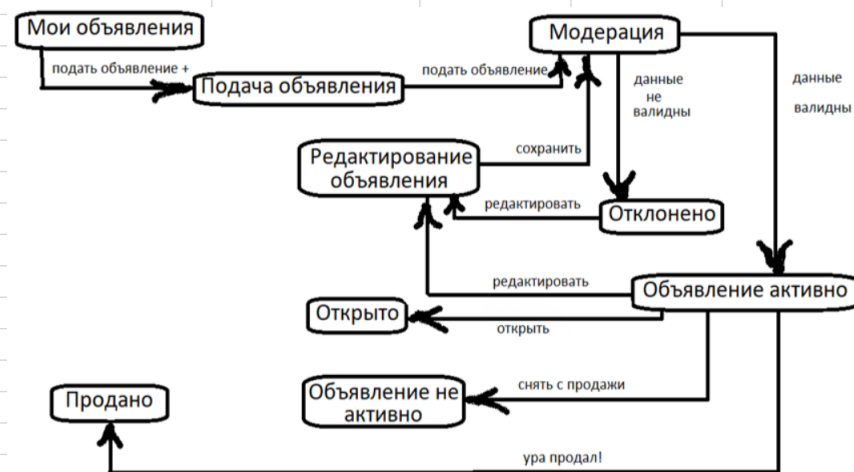 Мои объявления
Модерация
подать объявление +
подать объявление
данные
не
валидны
данные
валидны
Подача объявления
сохранить
Редактирование
объявления
редактировать
Отклонено
редактировать
Объявление активно
Открыто
открыть
снять с продажи
Объявление не
активно
Продано
ура продал!